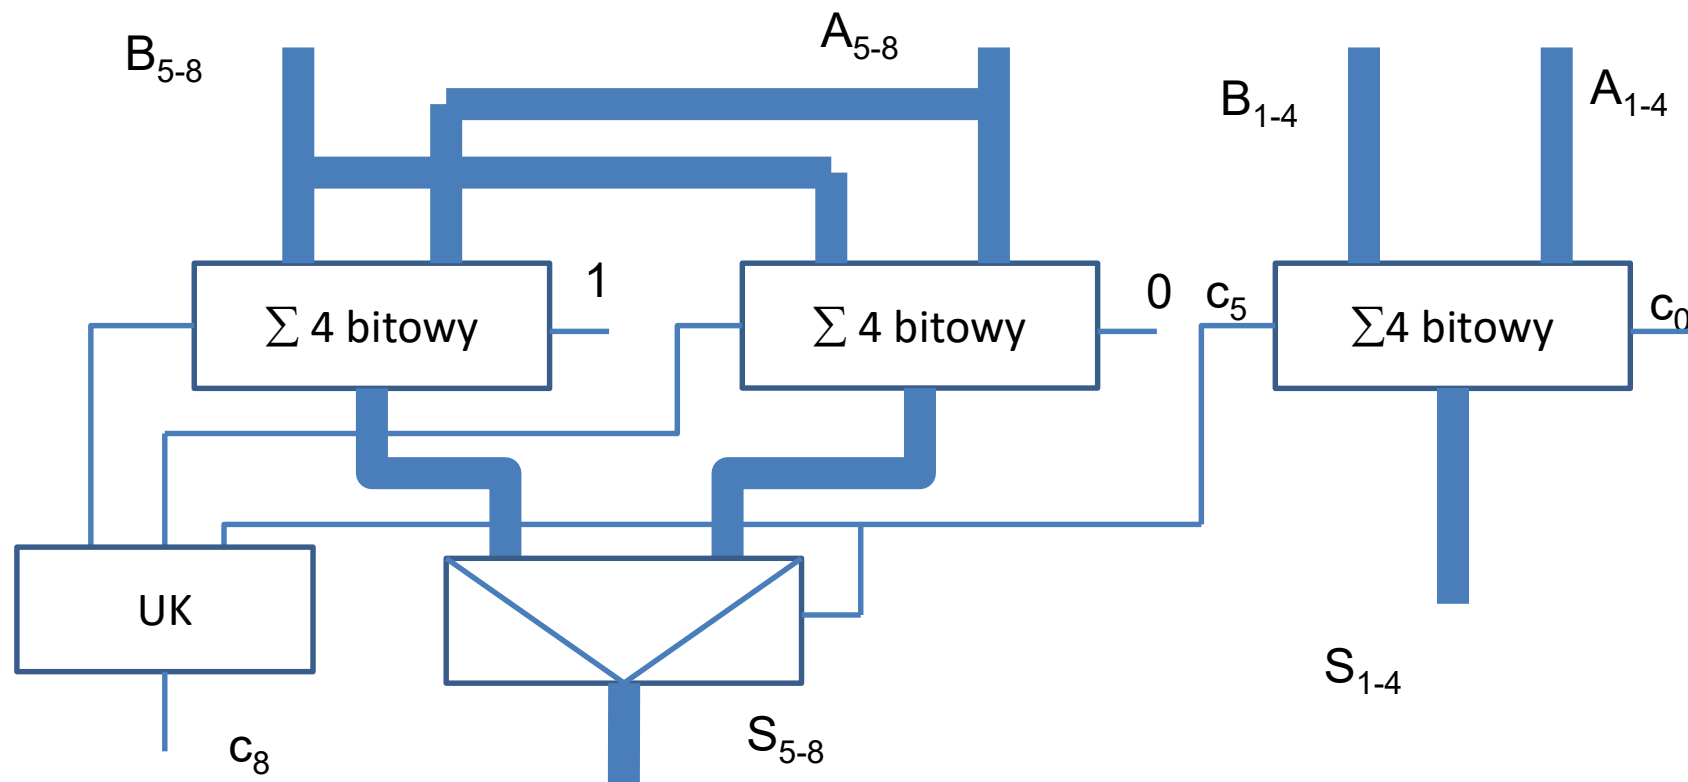 B₅₋₈
A₅₋₈
B₁₋₄
A₁₋₄
∑ 4 bitowy
1
∑ 4 bitowy
0
c₅
∑4 bitowy
c₀
UK
S₁₋₄
c₈
S₅₋₈